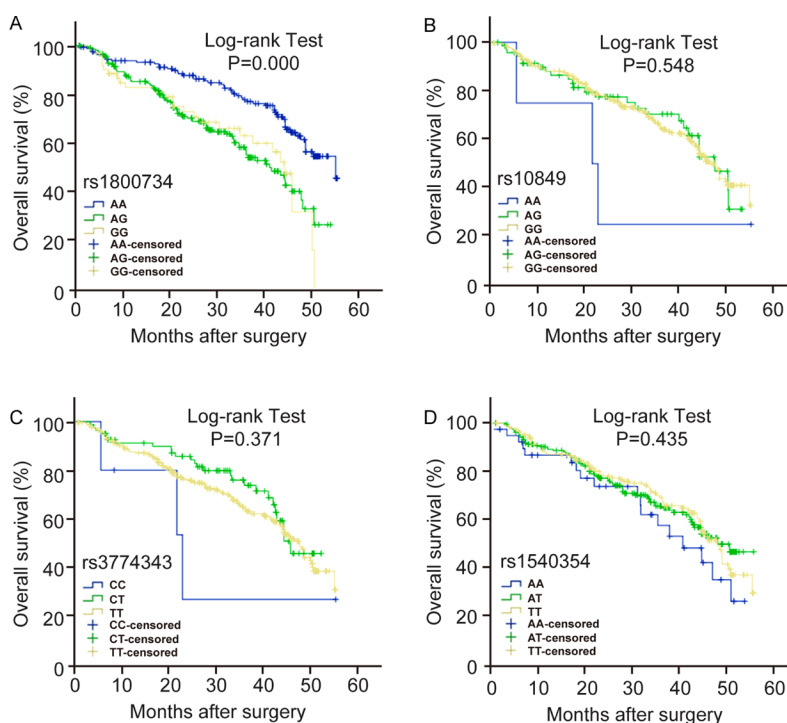 A
Log-rank Test
P=0.000
Overall survival (%)
100
80
60
40
20
0
rs1800734
AA
AG
GG
AA-censored
AG-censored
GG-censored
0 10 20 30 40 50 60
Months after surgery
B
Log-rank Test
P=0.548
Overall survival (%)
100
80
60
40
20
0
rs10849
AA
AG
GG
AA-censored
AG-censored
GG-censored
0 10 20 30 40 50 60
Months after surgery
C
Log-rank Test
P=0.371
Overall survival (%)
100
80
60
40
20
0
rs3774343
CC
CT
TT
CC-censored
CT-censored
TT-censored
0 10 20 30 40 50 60
Months after surgery
D
Log-rank Test
P=0.435
Overall survival (%)
100
80
60
40
20
0
rs1540354
AA
AT
TT
AA-censored
AT-censored
TT-censored
0 10 20 30 40 50 60
Months after surgery